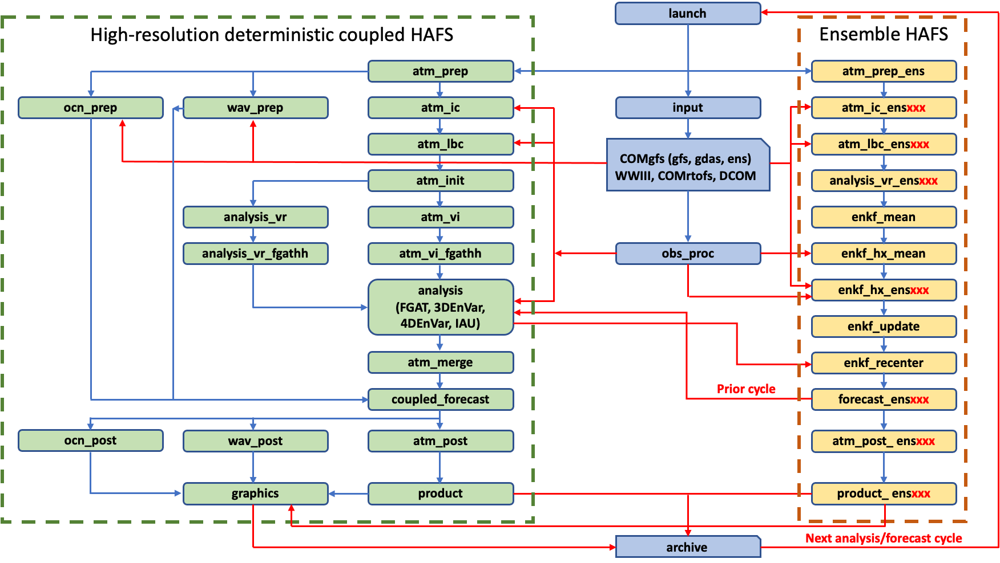 launch
High-resolution deterministic coupled HAFS
Ensemble HAFS
atm_prep
atm_prep_ens
ocn_prep
wav_prep
atm_ic
input
atm_ic_ensxxx
atm_lbc
atm_lbc_ensxxx
COMgfs (gfs, gdas, ens)
WWIII, COMrtofs, DCOM
atm_init
analysis_vr_ensxxx
analysis_vr
atm_vi
enkf_mean
analysis_vr_fgathh
atm_vi_fgathh
obs_proc
enkf_hx_mean
analysis
(FGAT, 3DEnVar,
4DEnVar, IAU)
enkf_hx_ensxxx
enkf_update
atm_merge
enkf_recenter
Prior cycle
coupled_forecast
forecast_ensxxx
ocn_post
wav_post
atm_post
atm_post_ ensxxx
graphics
product
product_ ensxxx
Next analysis/forecast cycle
archive